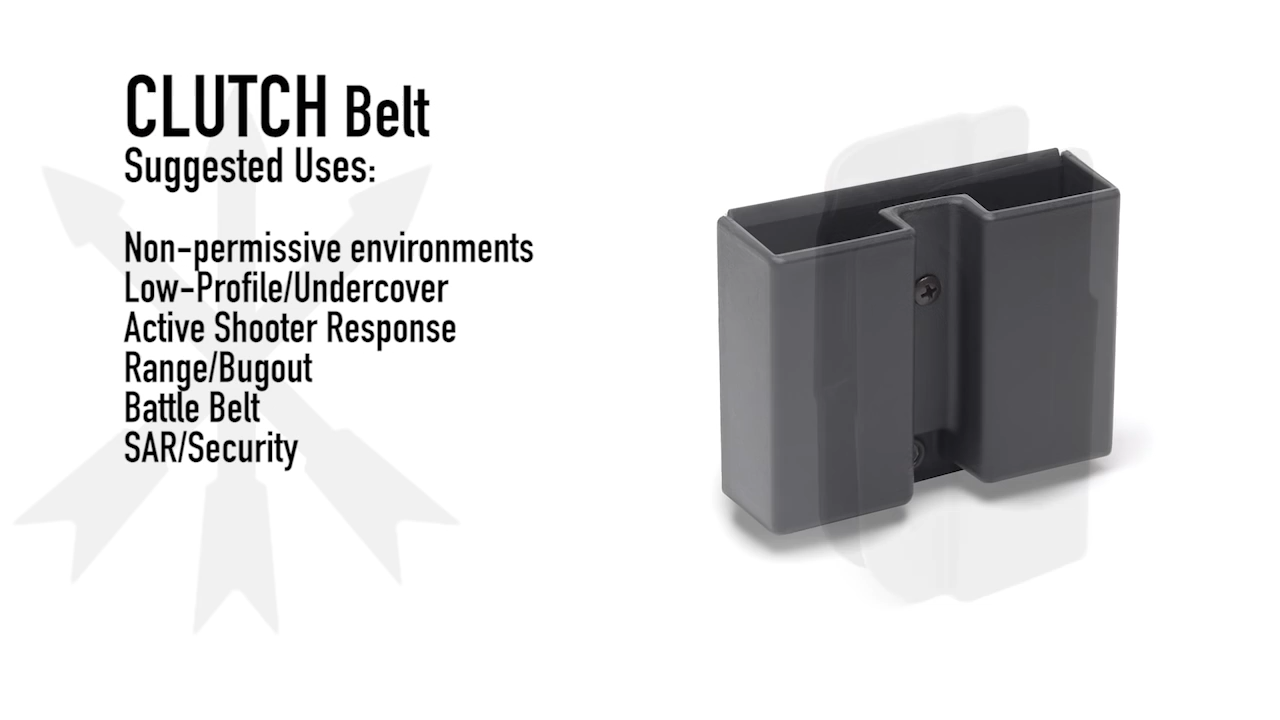 CLUTCH Belt
Suggested Uses:
Non-permissive environments
Low-Profile/Undercover
Active Shooter Response
Range/Bugout
Battle Belt
SAR/Security